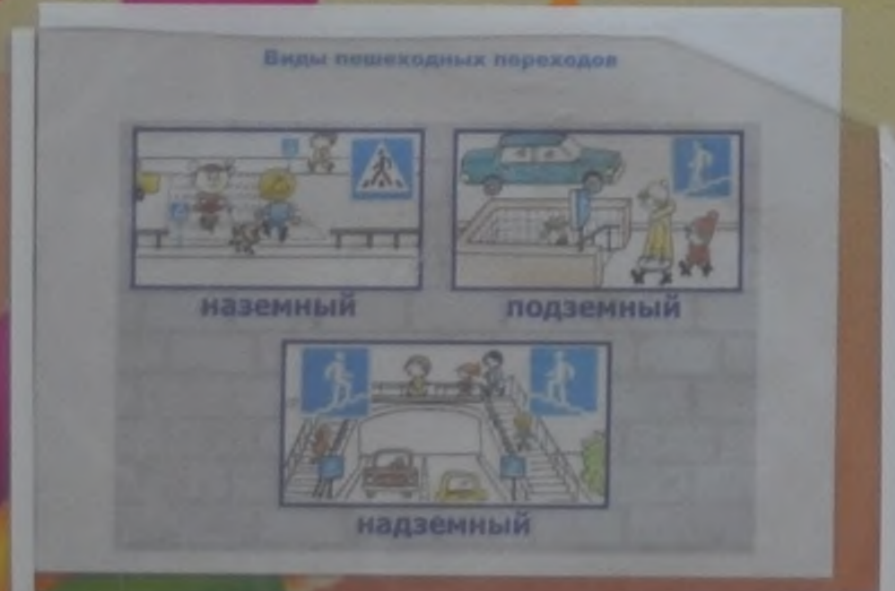 Виды пешеходных переходов
наземный
подземный
надземный